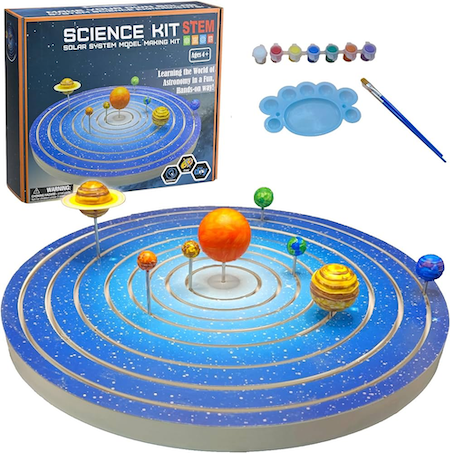 SCIENCE KIT STEM
SOLAR SYSTEM MODEL MAKING KIT
Ages 4+
Learning the World of
Astronomy in a Fun,
Hands-on way!
WARNING: